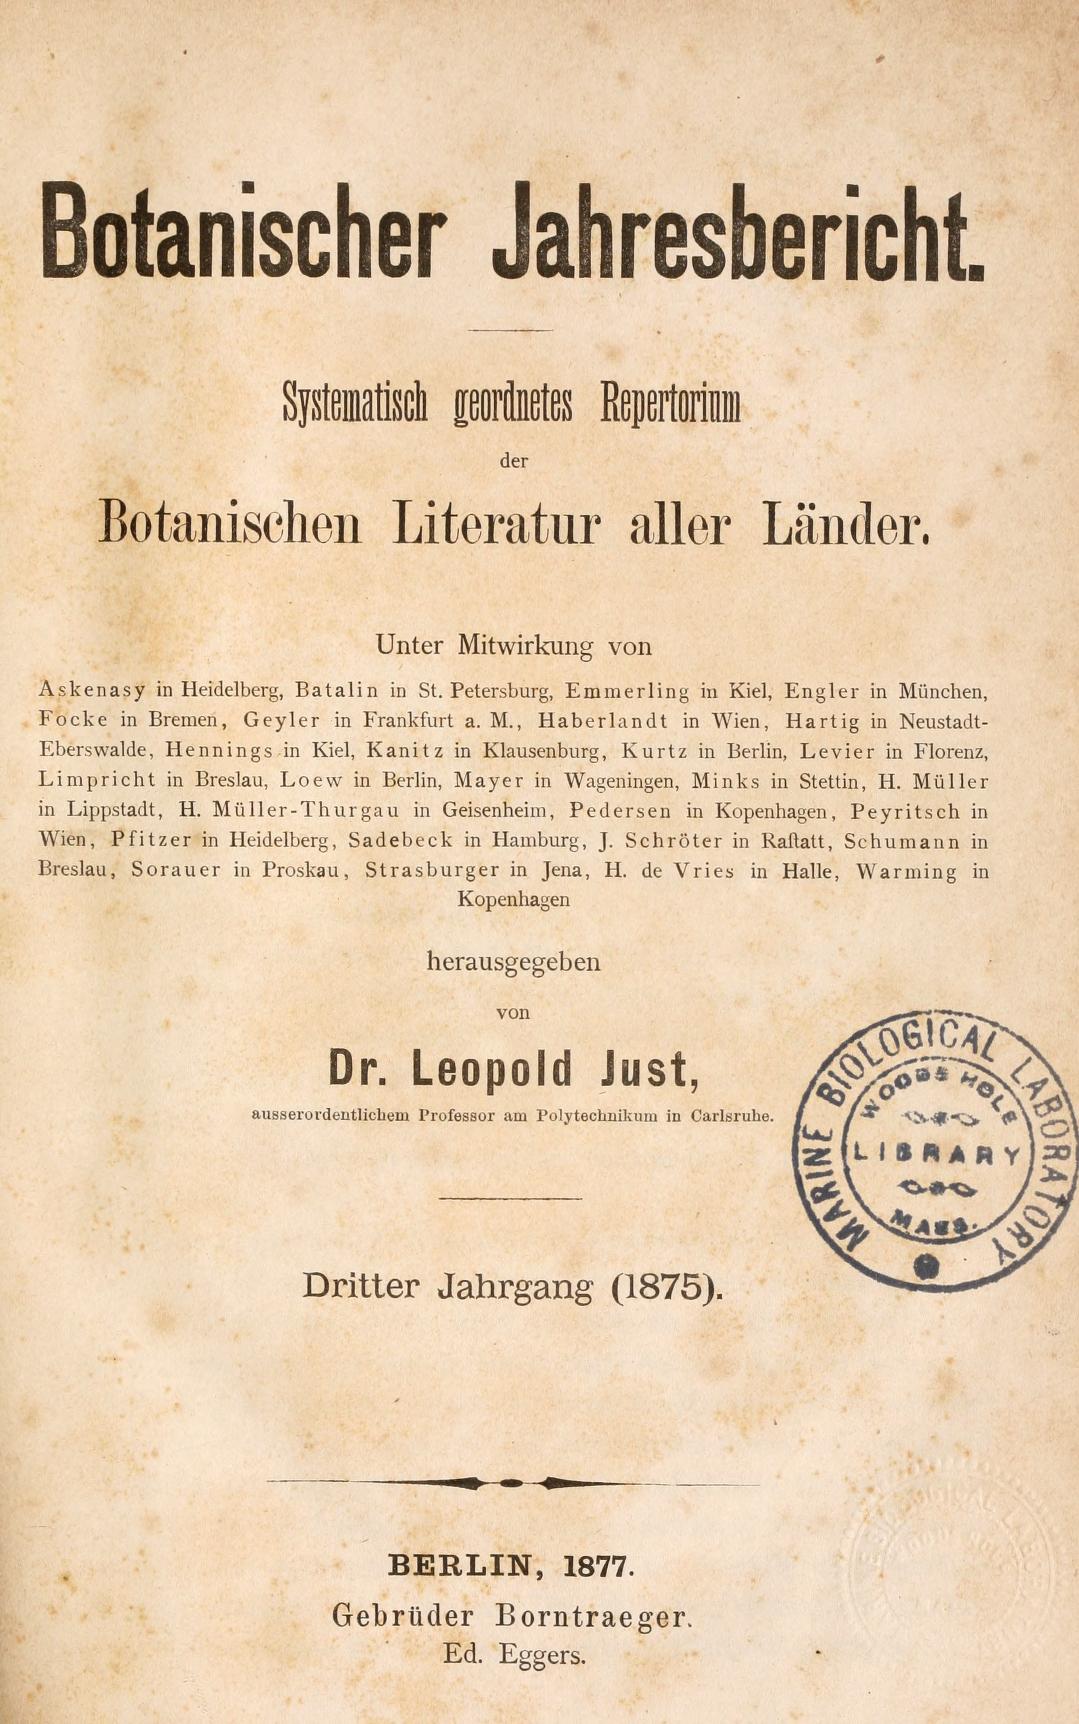 Botanischer Jahresbericht.
Systematisch geordnetes Repertorium
der
Botanischen Literatur aller Länder.
Unter Mitwirkung von
Askenasy in Heidelberg, Batalin in St. Petersburg, Emmerling in Kiel, Engler in München,
Focke in Bremen, Geyler in Frankfurt a. M., Haberlandt in Wien, Hartig in Neustadt-
Eberswalde, Hennings in Kiel, Kanitz in Klausenburg, Kurtz in Berlin, Levier in Florenz,
Limpricht in Breslau, Loew in Berlin, Mayer in Wageningen, Minks in Stettin, H. Müller
in Lippstadt, H. Müller-Thurgau in Geisenheim, Pedersen in Kopenhagen, Peyritsch in
Wien, Pfitzer in Heidelberg, Sadebeck in Hamburg, J. Schröter in Raſtatt, Schumann in
Breslau, Sorauer in Proskau, Strasburger in Jena, H. de Vries in Halle, Warming in
Kopenhagen
herausgegeben
von
Dr. Leopold Just,
ausserordentlichem Professor am Polytechnikum in Carlsruhe.
MARINE BIOLOGICAL LABORATORY
WOODS HOLE
LIBRARY
MASS.
Dritter Jahrgang (1875).
BERLIN, 1877.
Gebrüder Borntraeger.
Ed. Eggers.